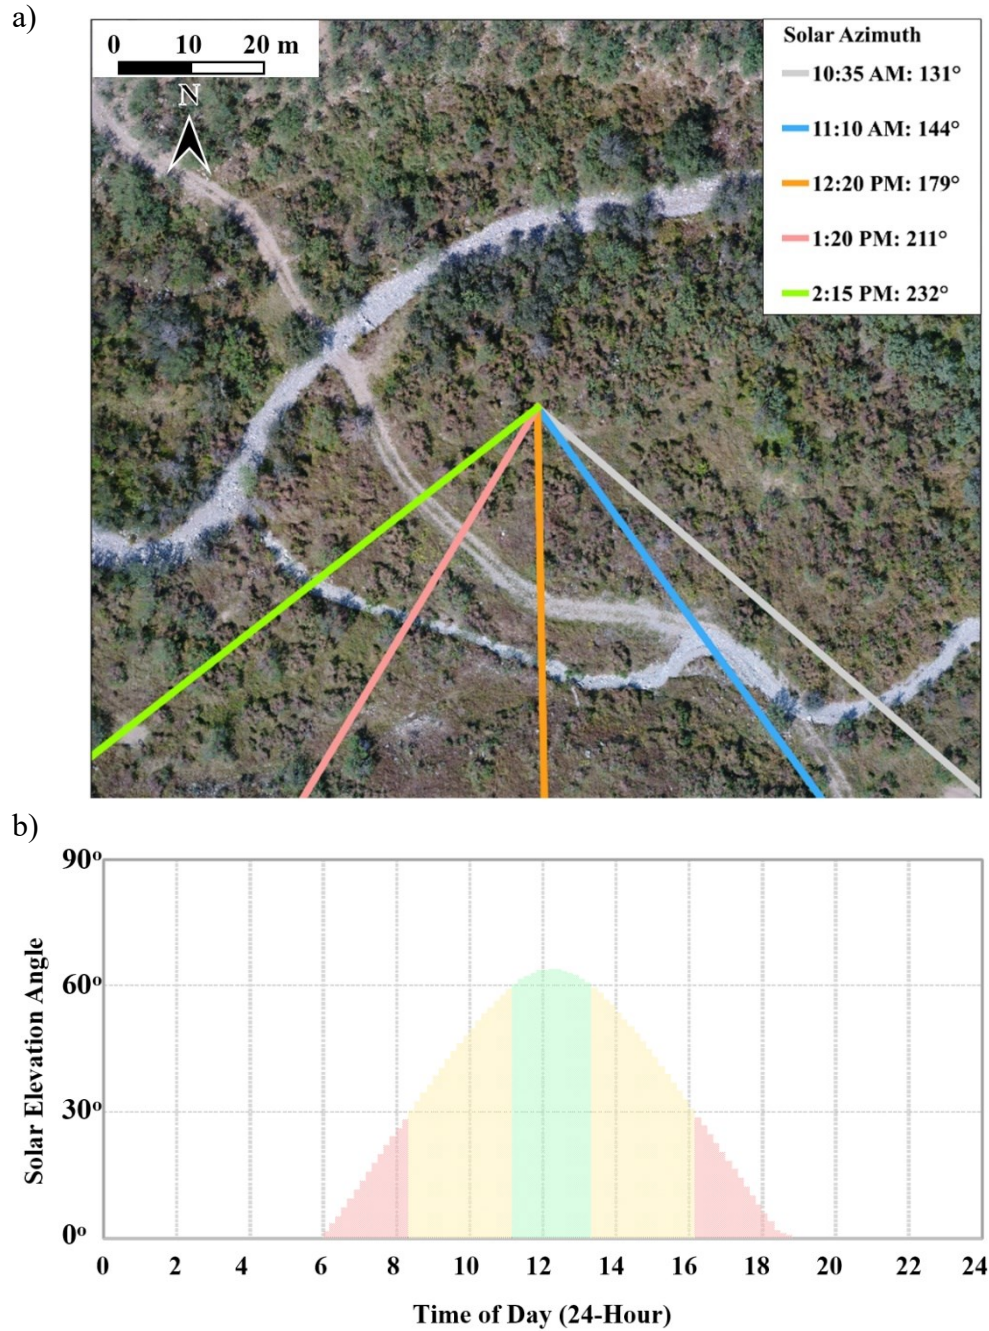 a)
0 10 20 m
N
Solar Azimuth
10:35 AM: 131°
11:10 AM: 144°
12:20 PM: 179°
1:20 PM: 211°
2:15 PM: 232°
b)
90°
60°
30°
0°
Solar Elevation Angle
0 2 4 6 8 10 12 14 16 18 20 22 24
Time of Day (24-Hour)